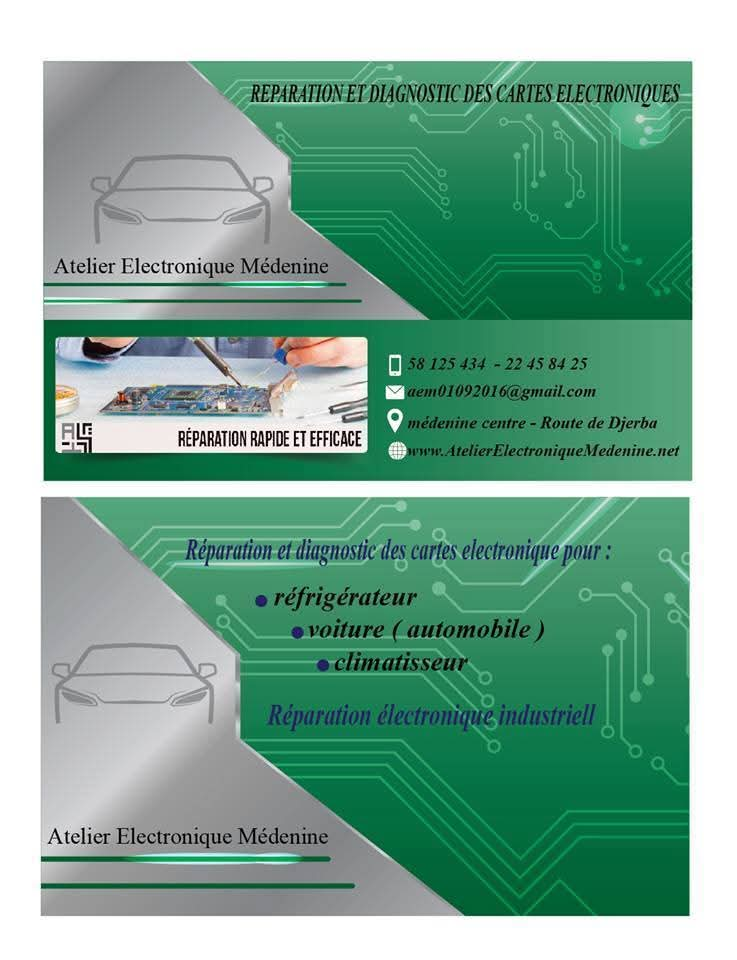 REPARATION ET DIAGNOSTIC DES CARTES ELECTRONIQUES
Atelier Electronique Médenine
58 125 434 - 22 45 84 25
aem01092016@gmail.com
médenine centre - Route de Djerba
www.AtelierElectroniqueMedenine.net
RÉPARATION RAPIDE ET EFFICACE
Réparation et diagnostic des cartes electronique pour :
réfrigérateur
voiture ( automobile )
climatisseur
Réparation électronique industriell
Atelier Electronique Médenine